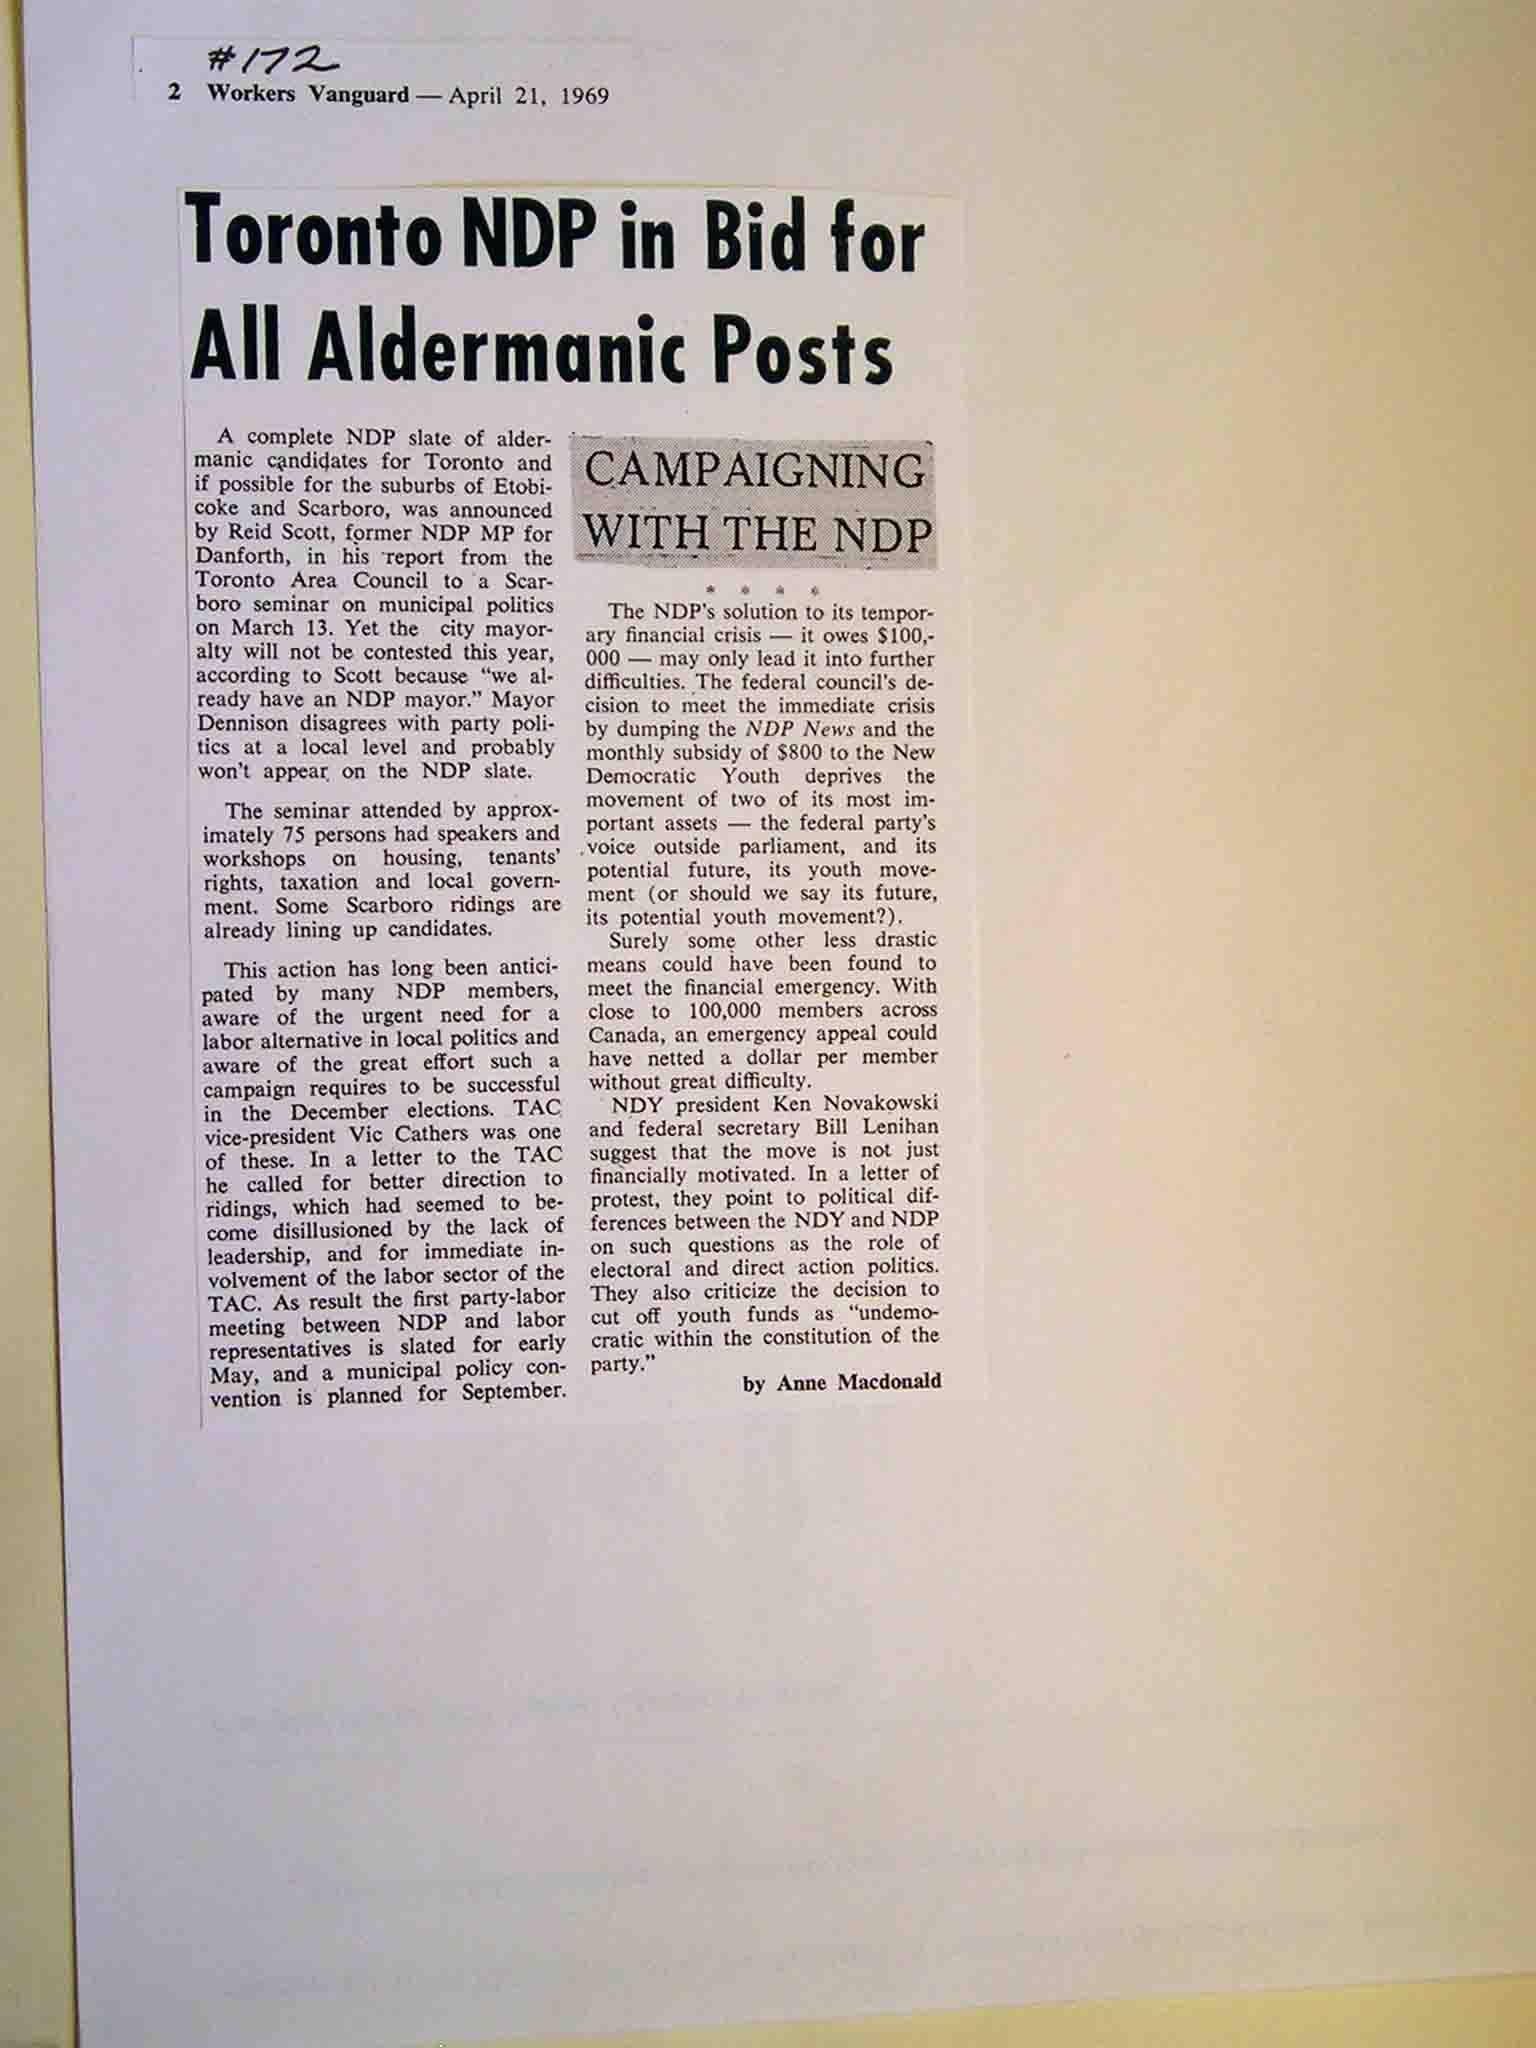 #172
2 Workers Vanguard — April 21, 1969
Toronto NDP in Bid for
All Aldermanic Posts
A complete NDP slate of alder-
manic candidates for Toronto and
if possible for the suburbs of Etobi-
coke and Scarboro, was announced
by Reid Scott, former NDP MP for
Danforth, in his report from the
Toronto Area Council to a Scar-
boro seminar on municipal politics
on March 13. Yet the city mayor-
alty will not be contested this year,
according to Scott because “we al-
ready have an NDP mayor.” Mayor
Dennison disagrees with party poli-
tics at a local level and probably
won't appear on the NDP slate.
The seminar attended by approx-
imately 75 persons had speakers and
workshops on housing, tenants'
rights, taxation and local govern-
ment. Some Scarboro ridings are
already lining up candidates.
This action has long been antici-
pated by many NDP members,
aware of the urgent need for a
labor alternative in local politics and
aware of the great effort such a
campaign requires to be successful
in the December elections. TAC
vice-president Vic Cathers was one
of these. In a letter to the TAC
he called for better direction to
ridings, which had seemed to be-
come disillusioned by the lack of
leadership, and for immediate in-
volvement of the labor sector of the
TAC. As result the first party-labor
meeting between NDP and labor
representatives is slated for early
May, and a municipal policy con-
vention is planned for September.
CAMPAIGNING
WITH THE NDP
* * * *
The NDP's solution to its tempor-
ary financial crisis — it owes $100,-
000 — may only lead it into further
difficulties. The federal council's de-
cision to meet the immediate crisis
by dumping the NDP News and the
monthly subsidy of $800 to the New
Democratic Youth deprives the
movement of two of its most im-
portant assets — the federal party's
voice outside parliament, and its
potential future, its youth move-
ment (or should we say its future,
its potential youth movement?).
Surely some other less drastic
means could have been found to
meet the financial emergency. With
close to 100,000 members across
Canada, an emergency appeal could
have netted a dollar per member
without great difficulty.
NDY president Ken Novakowski
and federal secretary Bill Lenihan
suggest that the move is not just
financially motivated. In a letter of
protest, they point to political dif-
ferences between the NDY and NDP
on such questions as the role of
electoral and direct action politics.
They also criticize the decision to
cut off youth funds as “undemo-
cratic within the constitution of the
party.”
by Anne Macdonald